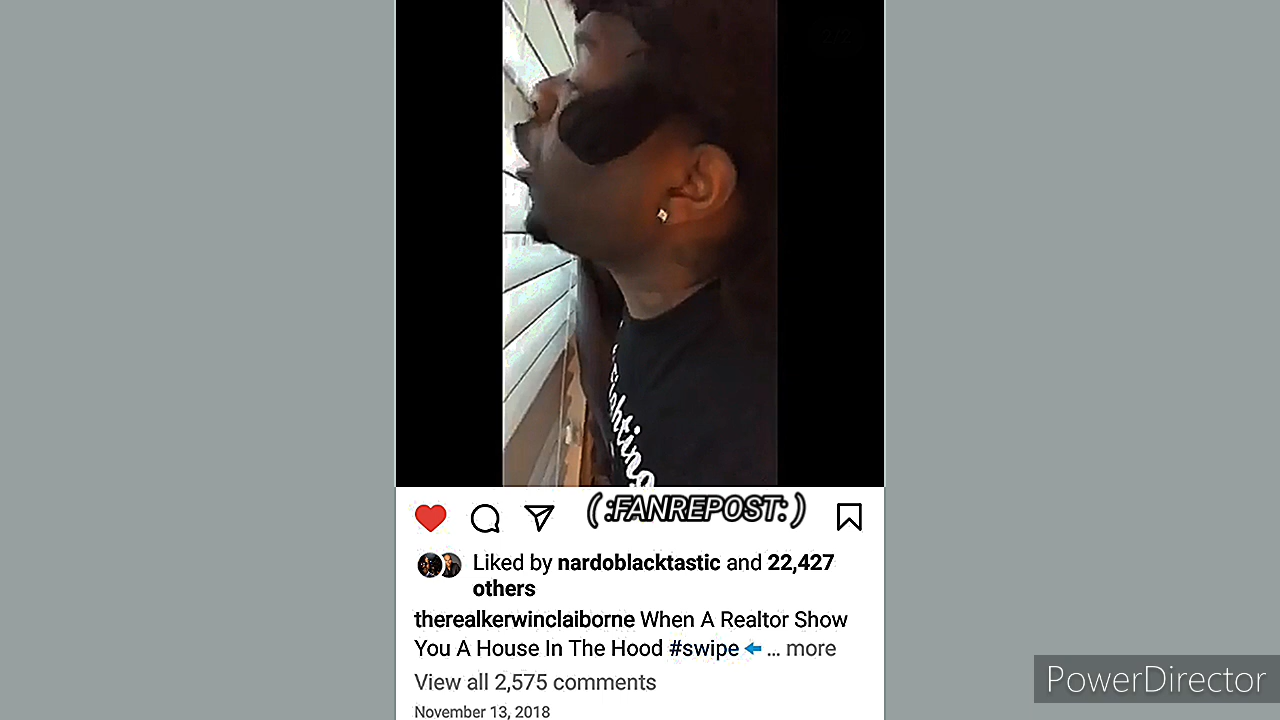 (:FANREPOST:)
Liked by nardoblacktastic and 22,427
others
therealkerwinclaiborne When A Realtor Show
You A House In The Hood #swipe ... more
View all 2,575 comments
November 13, 2018
PowerDirector